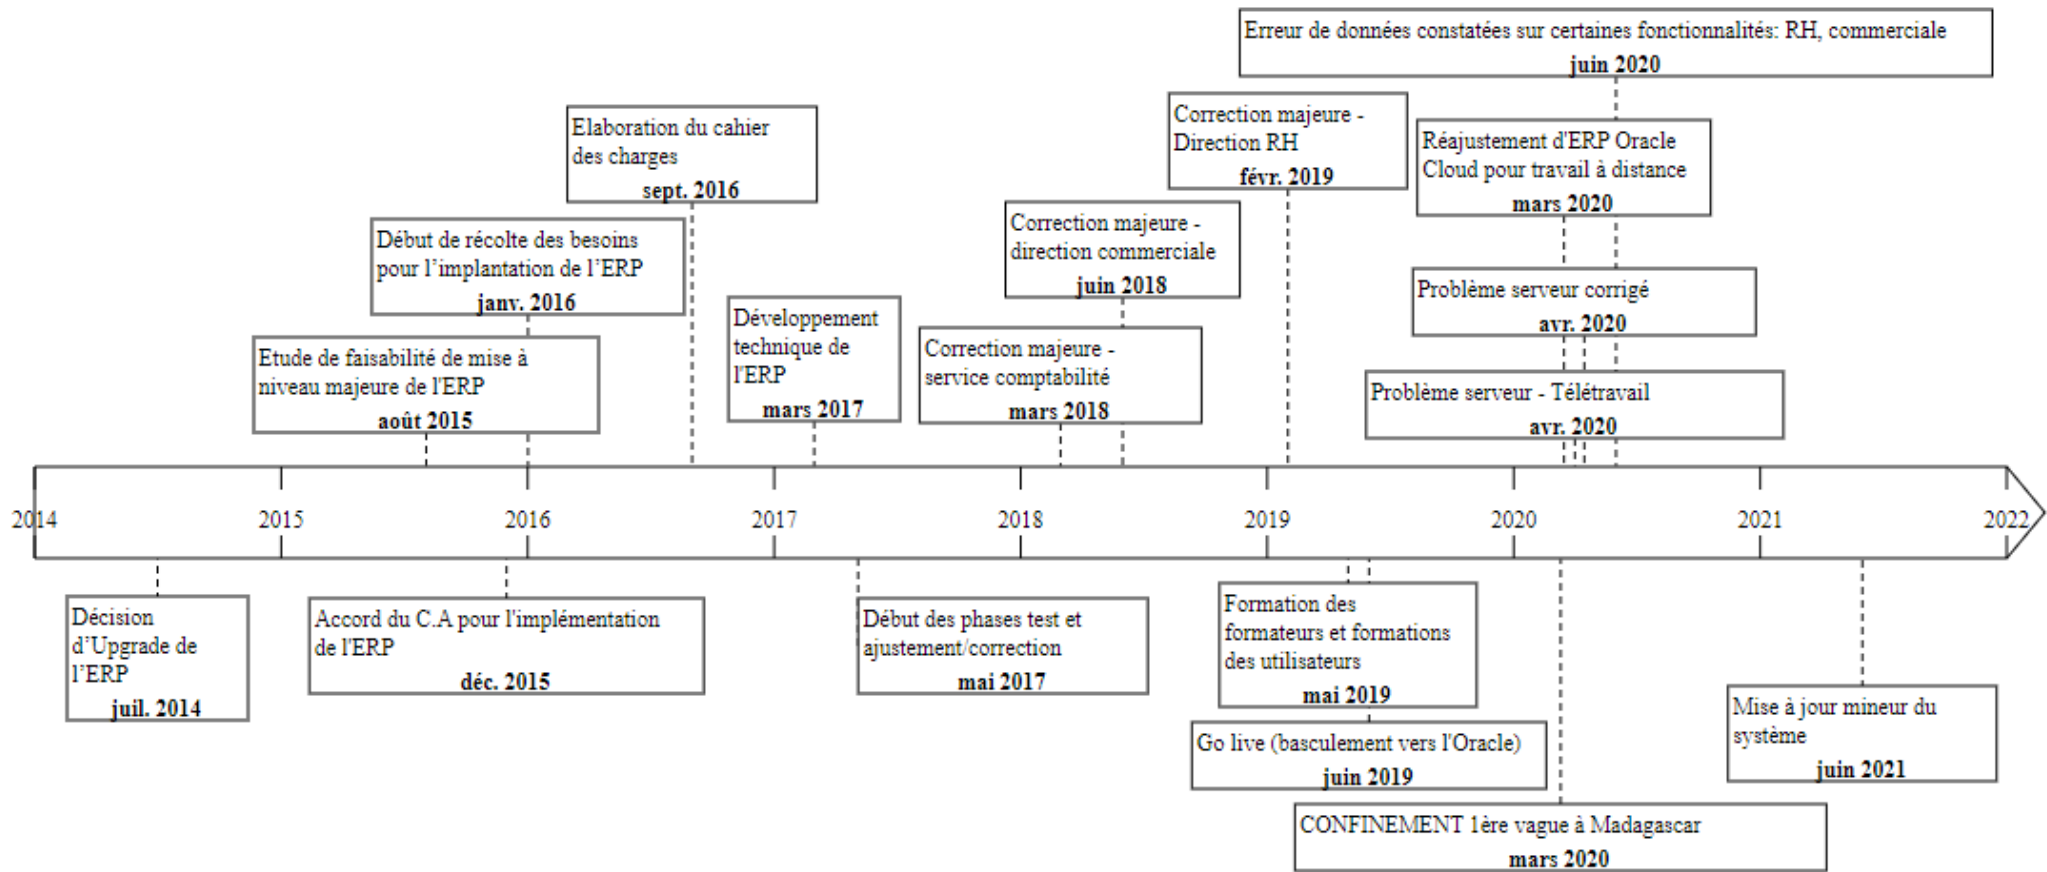 Erreur de données constatées sur certaines fonctionnalités: RH, commerciale
juin 2020
Elaboration du cahier
des charges
sept. 2016
Correction majeure -
Direction RH
févr. 2019
Réajustement d'ERP Oracle
Cloud pour travail à distance
mars 2020
Début de récolte des besoins
pour l’implantation de l’ERP
janv. 2016
Correction majeure -
direction commerciale
juin 2018
Problème serveur corrigé
avr. 2020
Développement
technique de
l'ERP
mars 2017
Etude de faisabilité de mise à
niveau majeure de l'ERP
août 2015
Correction majeure -
service comptabilité
mars 2018
Problème serveur - Télétravail
avr. 2020
2014
2015
2016
2017
2018
2019
2020
2021
2022
Décision
d’Upgrade de
l’ERP
juil. 2014
Accord du C.A pour l'implémentation
de l'ERP
déc. 2015
Début des phases test et
ajustement/correction
mai 2017
Formation des
formateurs et formations
des utilisateurs
mai 2019
Go live (basculement vers l'Oracle)
juin 2019
Mise à jour mineur du
système
juin 2021
CONFINEMENT 1ère vague à Madagascar
mars 2020